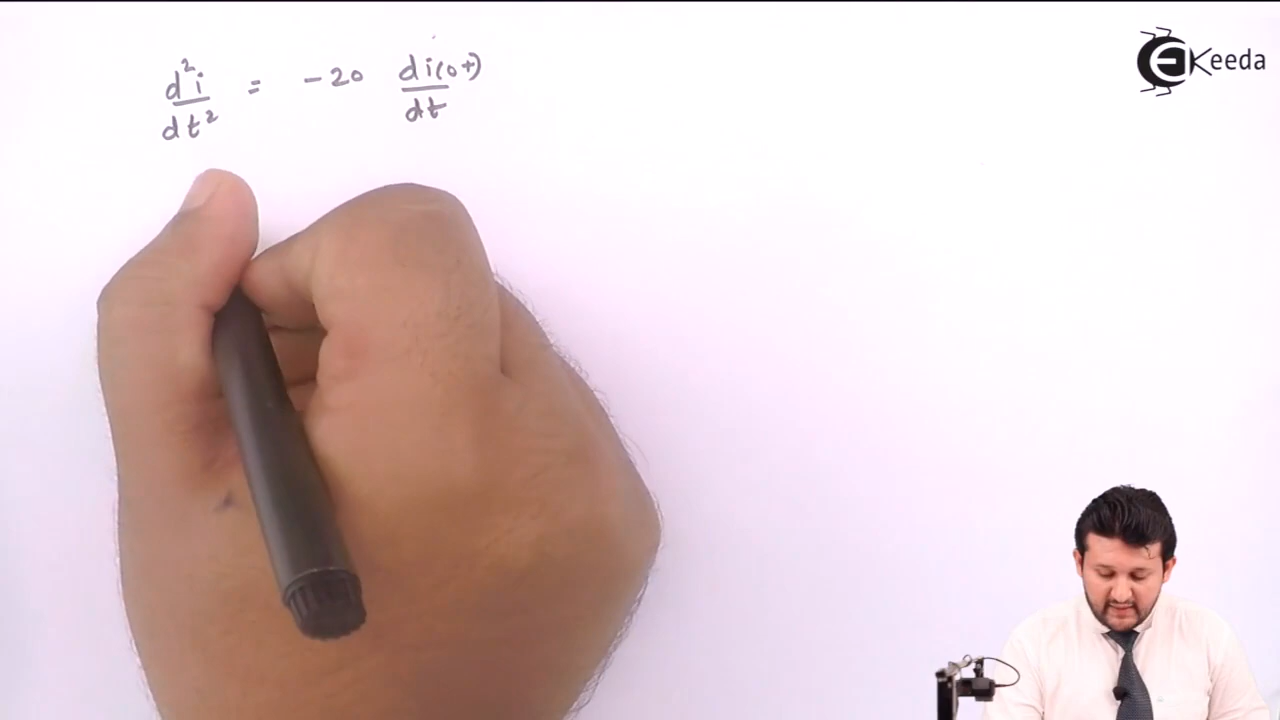 d²i/dt² = -20 di(0+)/dt
EKeeda